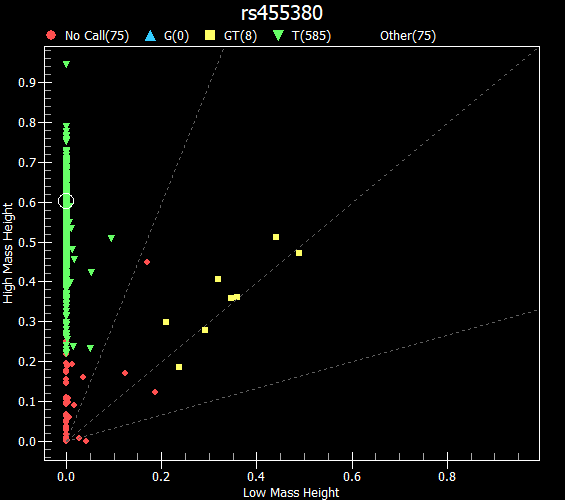 rs455380
No Call(75) G(0) GT(8) T(585) Other(75)
0.9
0.8
0.7
0.6
0.5
0.4
0.3
0.2
0.1
0.0
High Mass Height
0.0 0.2 0.4 0.6 0.8
Low Mass Height